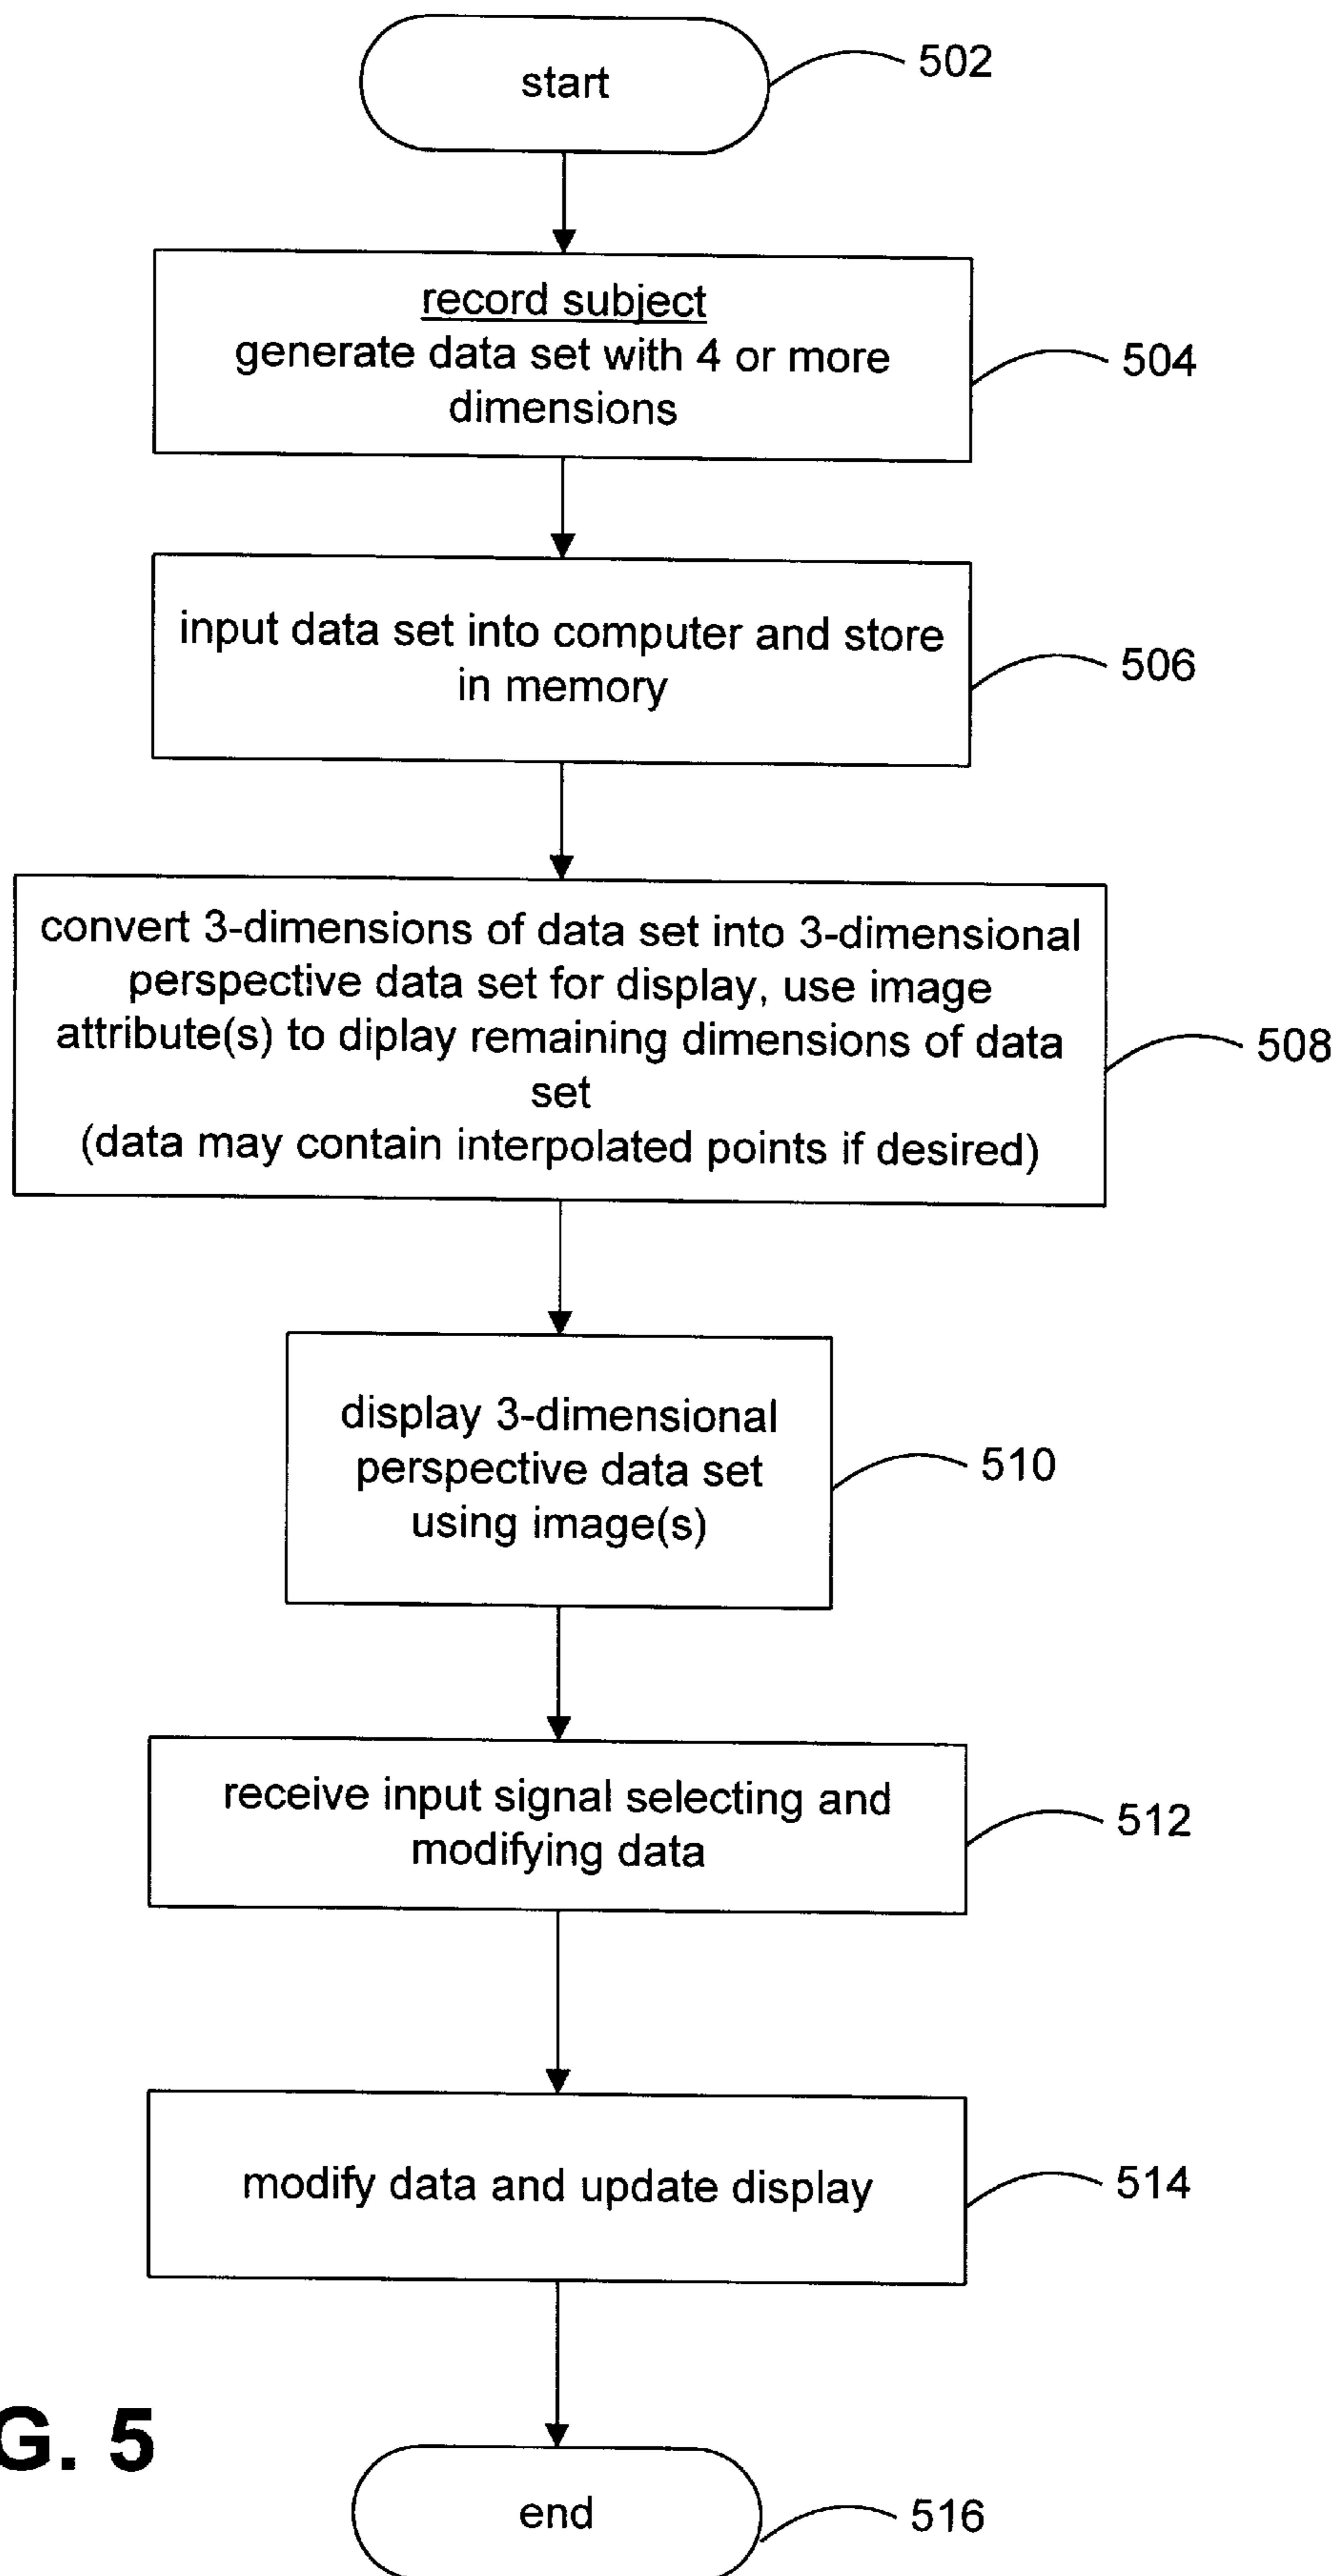 start
502
record subject
generate data set with 4 or more
dimensions
504
input data set into computer and store
in memory
506
convert 3-dimensions of data set into 3-dimensional
perspective data set for display, use image
attribute(s) to diplay remaining dimensions of data
set
(data may contain interpolated points if desired)
508
display 3-dimensional
perspective data set
using image(s)
510
receive input signal selecting and
modifying data
512
modify data and update display
514
G. 5
end
516